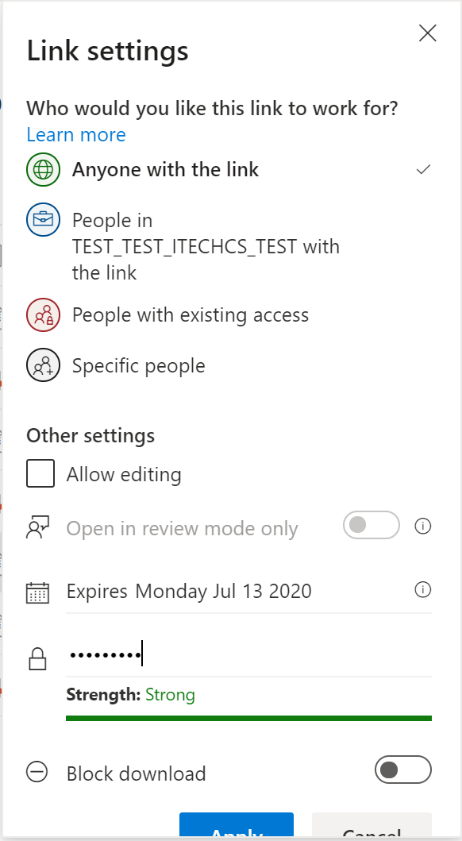 Link settings
Who would you like this link to work for?
Learn more
Anyone with the link
People in
TEST_TEST_ITECHCS_TEST with
the link
People with existing access
Specific people
Other settings
Allow editing
Open in review mode only
Expires Monday Jul 13 2020
•••••••••
Strength: Strong
Block download
Apply
Cancel